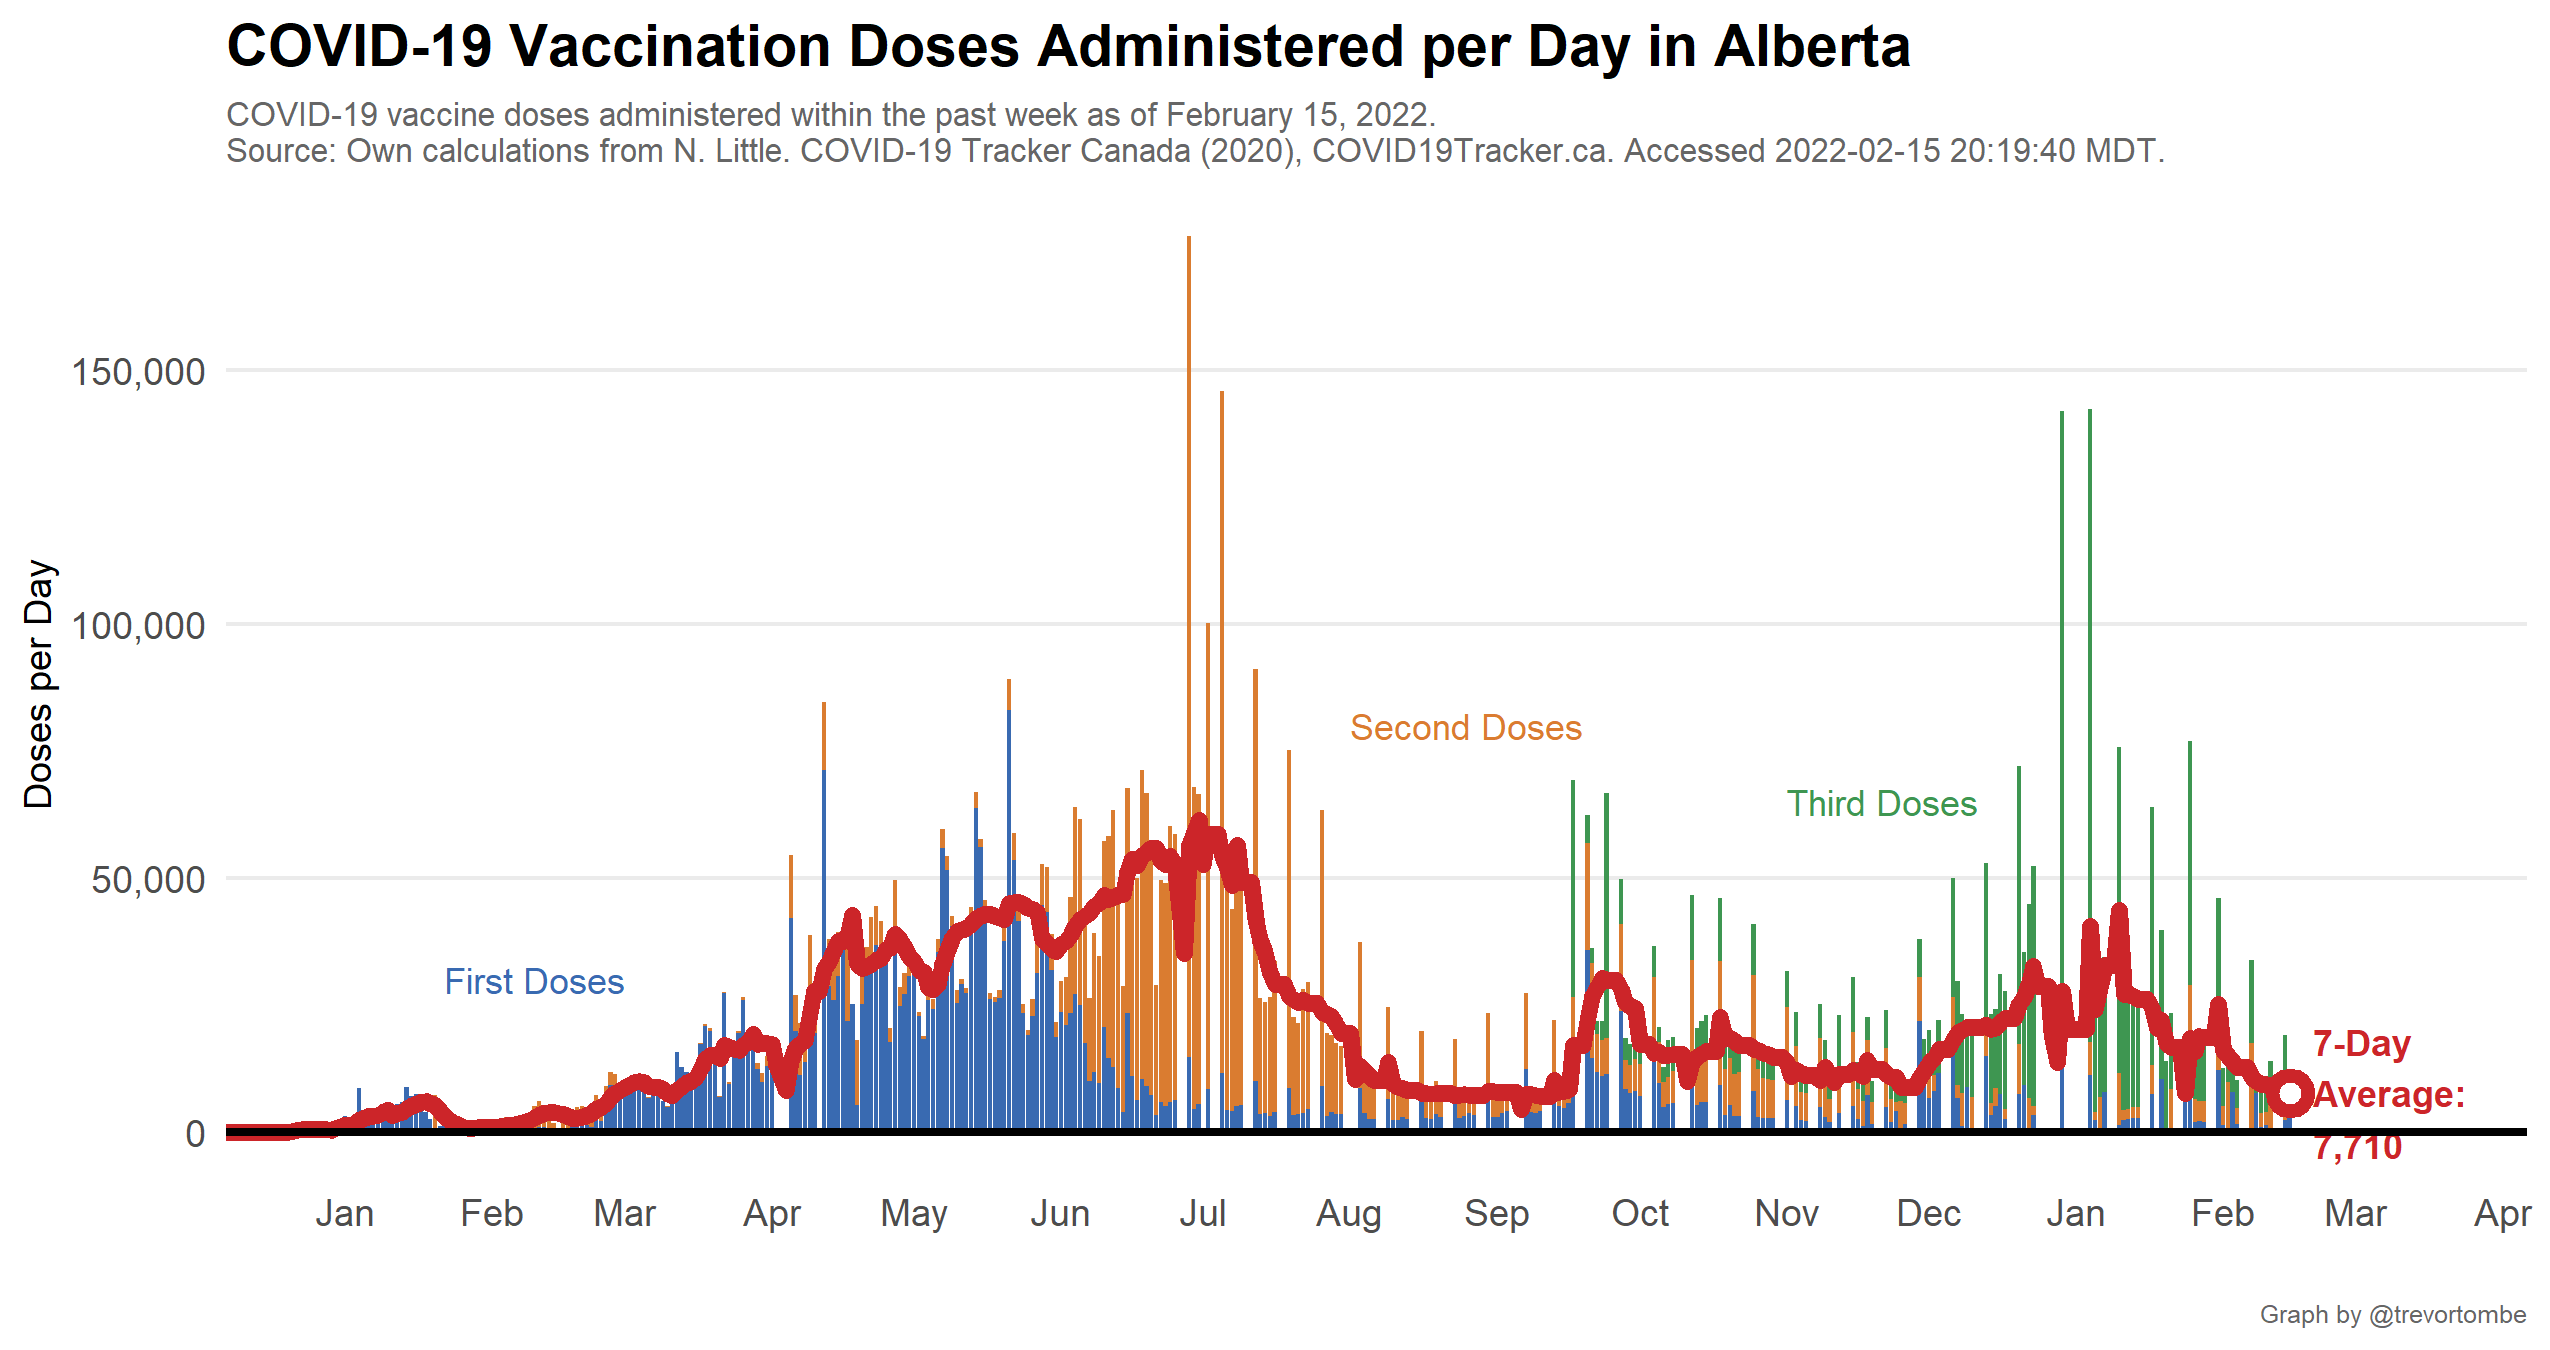 COVID-19 Vaccination Doses Administered per Day in Alberta
COVID-19 vaccine doses administered within the past week as of February 15, 2022.
Source: Own calculations from N. Little. COVID-19 Tracker Canada (2020), COVID19Tracker.ca. Accessed 2022-02-15 20:19:40 MDT.
Doses per Day
150,000
100,000
50,000
0
First Doses
Second Doses
Third Doses
7-Day
Average:
7,710
Jan Feb Mar Apr May Jun Jul Aug Sep Oct Nov Dec Jan Feb Mar Apr
Graph by @trevortombe